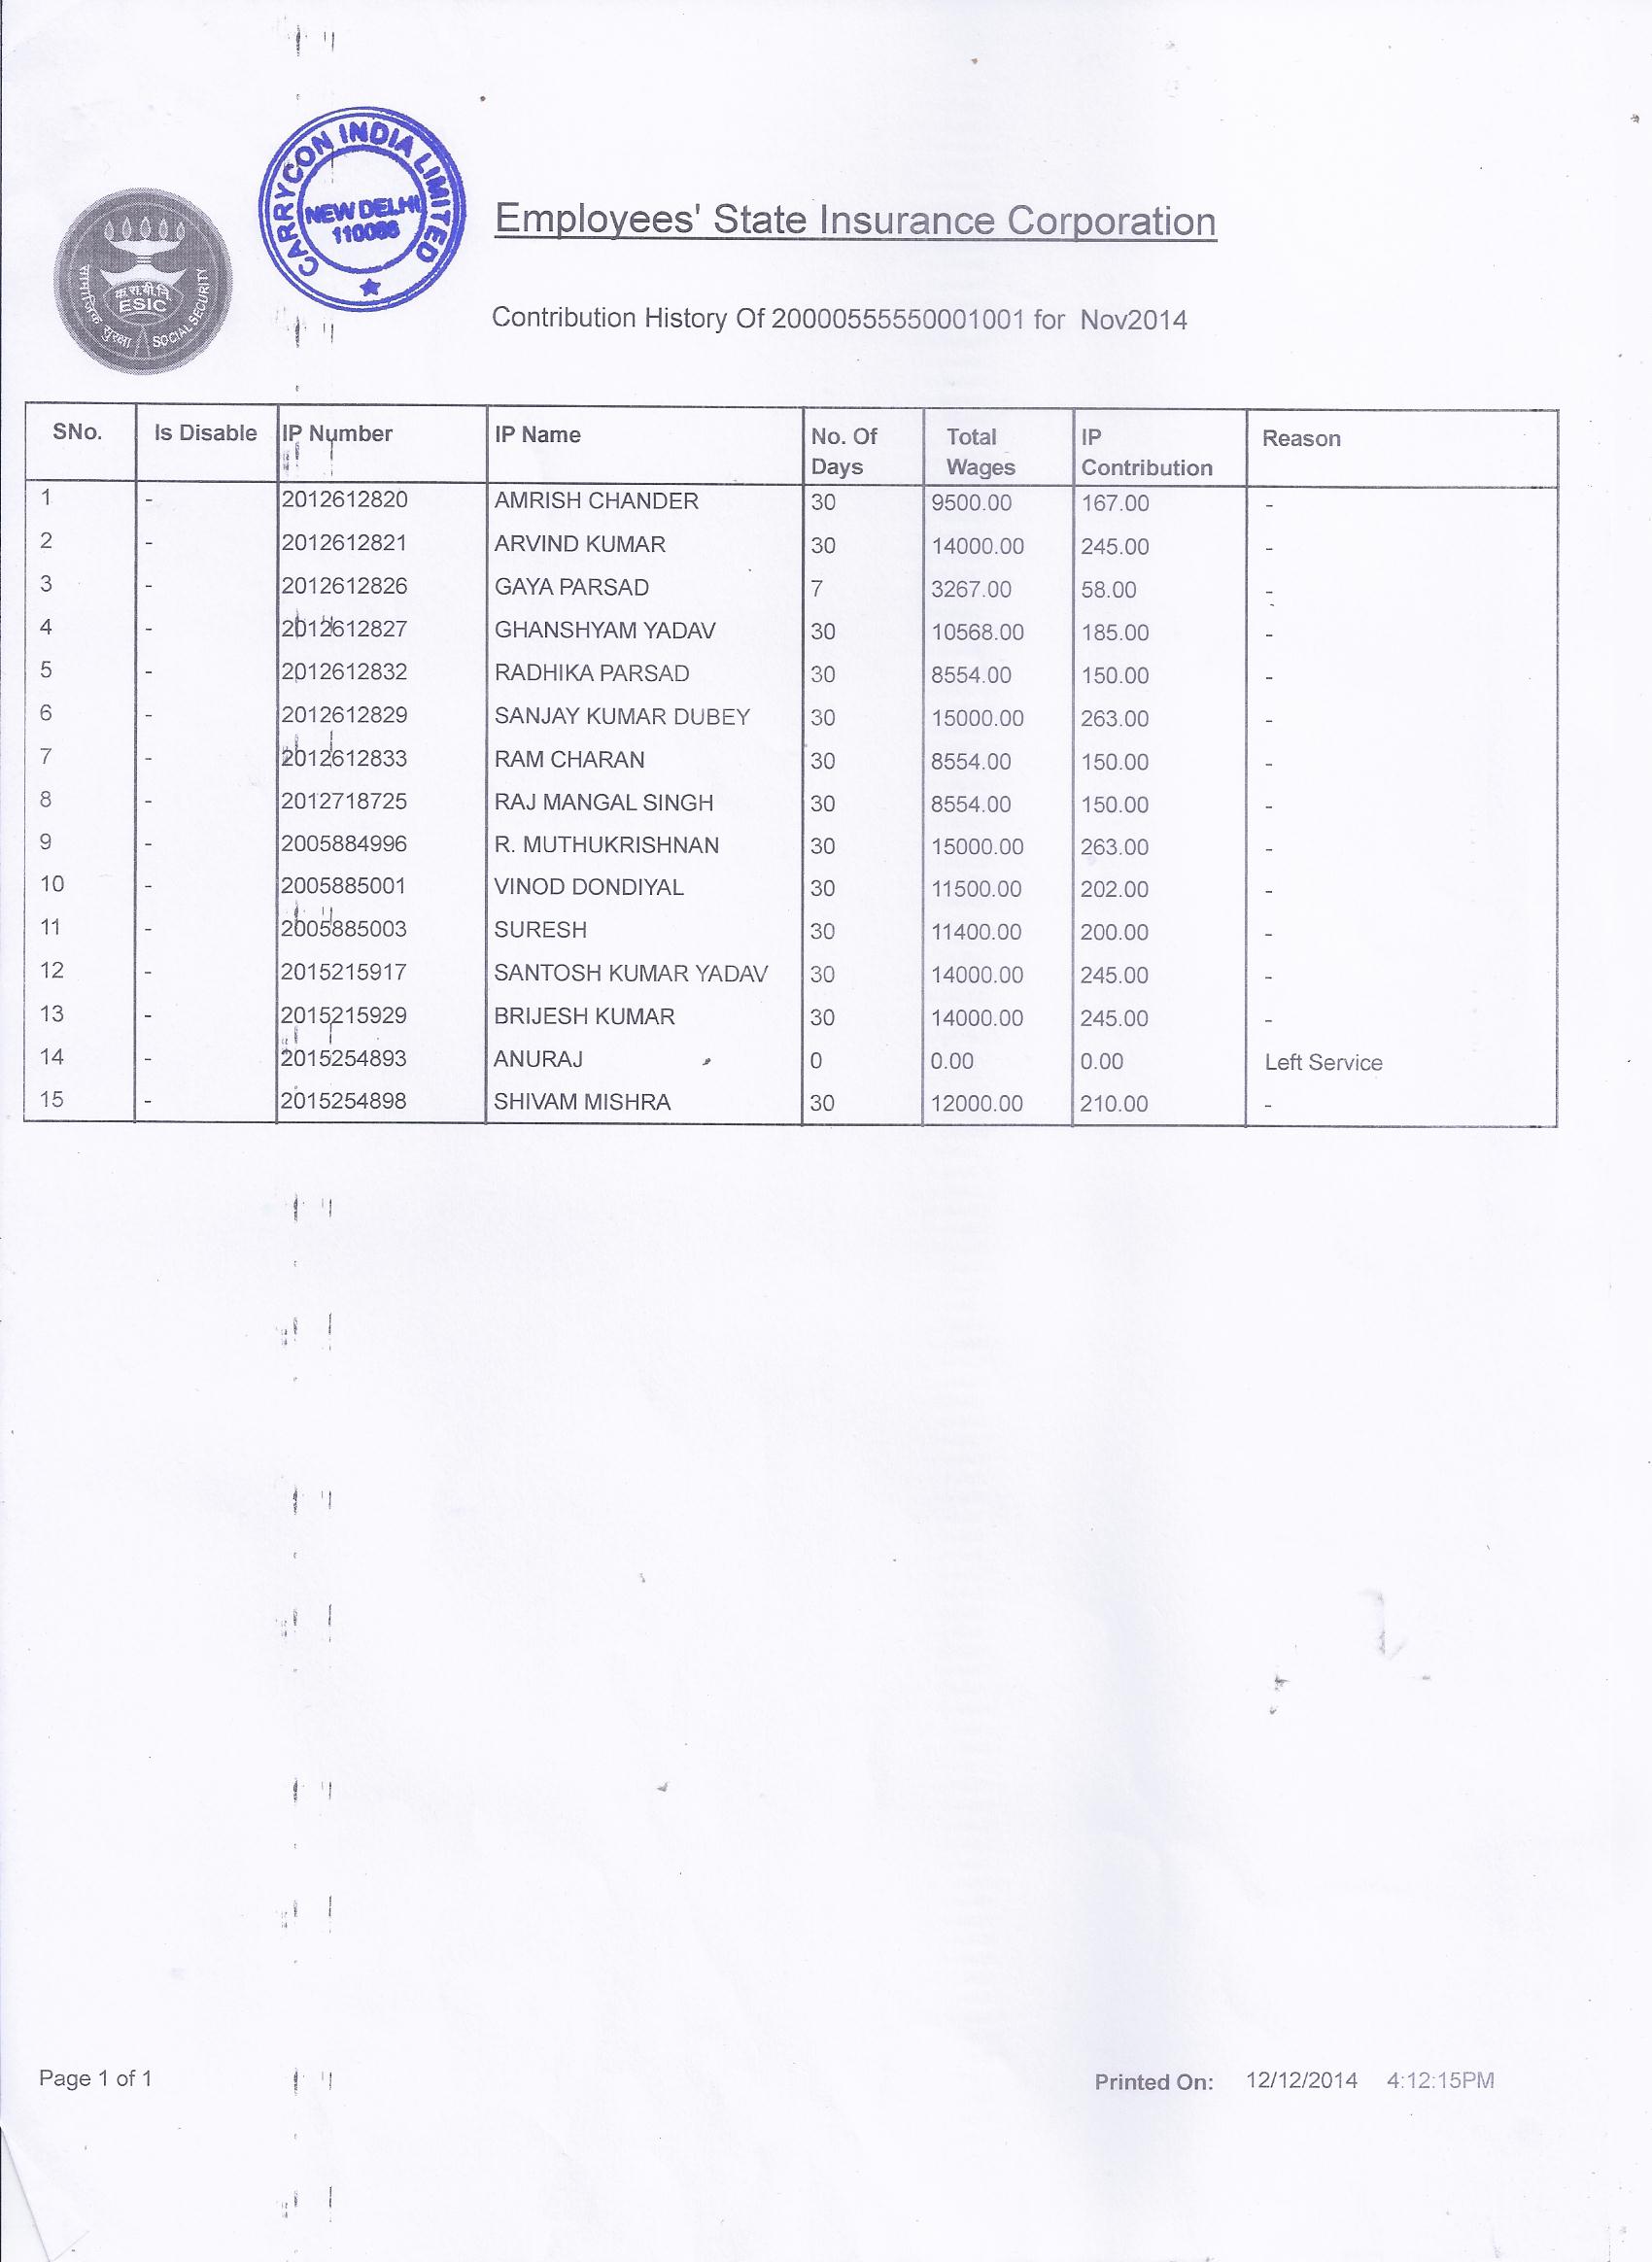 CARRYCON INDIA LIMITED
NEW DELHI
सामाजिक सुरक्षा
क.रा.बी.नि.
ESIC
SOCIAL SECURITY
Employees' State Insurance Corporation
Contribution History Of 20000555550001001 for Nov2014
SNo. Is Disable IP Number IP Name No. Of Days Total Wages IP Contribution Reason
1 - 2012612820 AMRISH CHANDER 30 9500.00 167.00 -
2 - 2012612821 ARVIND KUMAR 30 14000.00 245.00 -
3 - 2012612826 GAYA PARSAD 7 3267.00 58.00 -
4 - 2012612827 GHANSHYAM YADAV 30 10568.00 185.00 -
5 - 2012612832 RADHIKA PARSAD 30 8554.00 150.00 -
6 - 2012612829 SANJAY KUMAR DUBEY 30 15000.00 263.00 -
7 - 2012612833 RAM CHARAN 30 8554.00 150.00 -
8 - 2012718725 RAJ MANGAL SINGH 30 8554.00 150.00 -
9 - 2005884996 R. MUTHUKRISHNAN 30 15000.00 263.00 -
10 - 2005885001 VINOD DONDIYAL 30 11500.00 202.00 -
11 - 2005885003 SURESH 30 11400.00 200.00 -
12 - 2015215917 SANTOSH KUMAR YADAV 30 14000.00 245.00 -
13 - 2015215929 BRIJESH KUMAR 30 14000.00 245.00 -
14 - 2015254893 ANURAJ 0 0.00 0.00 Left Service
15 - 2015254898 SHIVAM MISHRA 30 12000.00 210.00 -
Page 1 of 1 Printed On: 12/12/2014 4:12:15PM